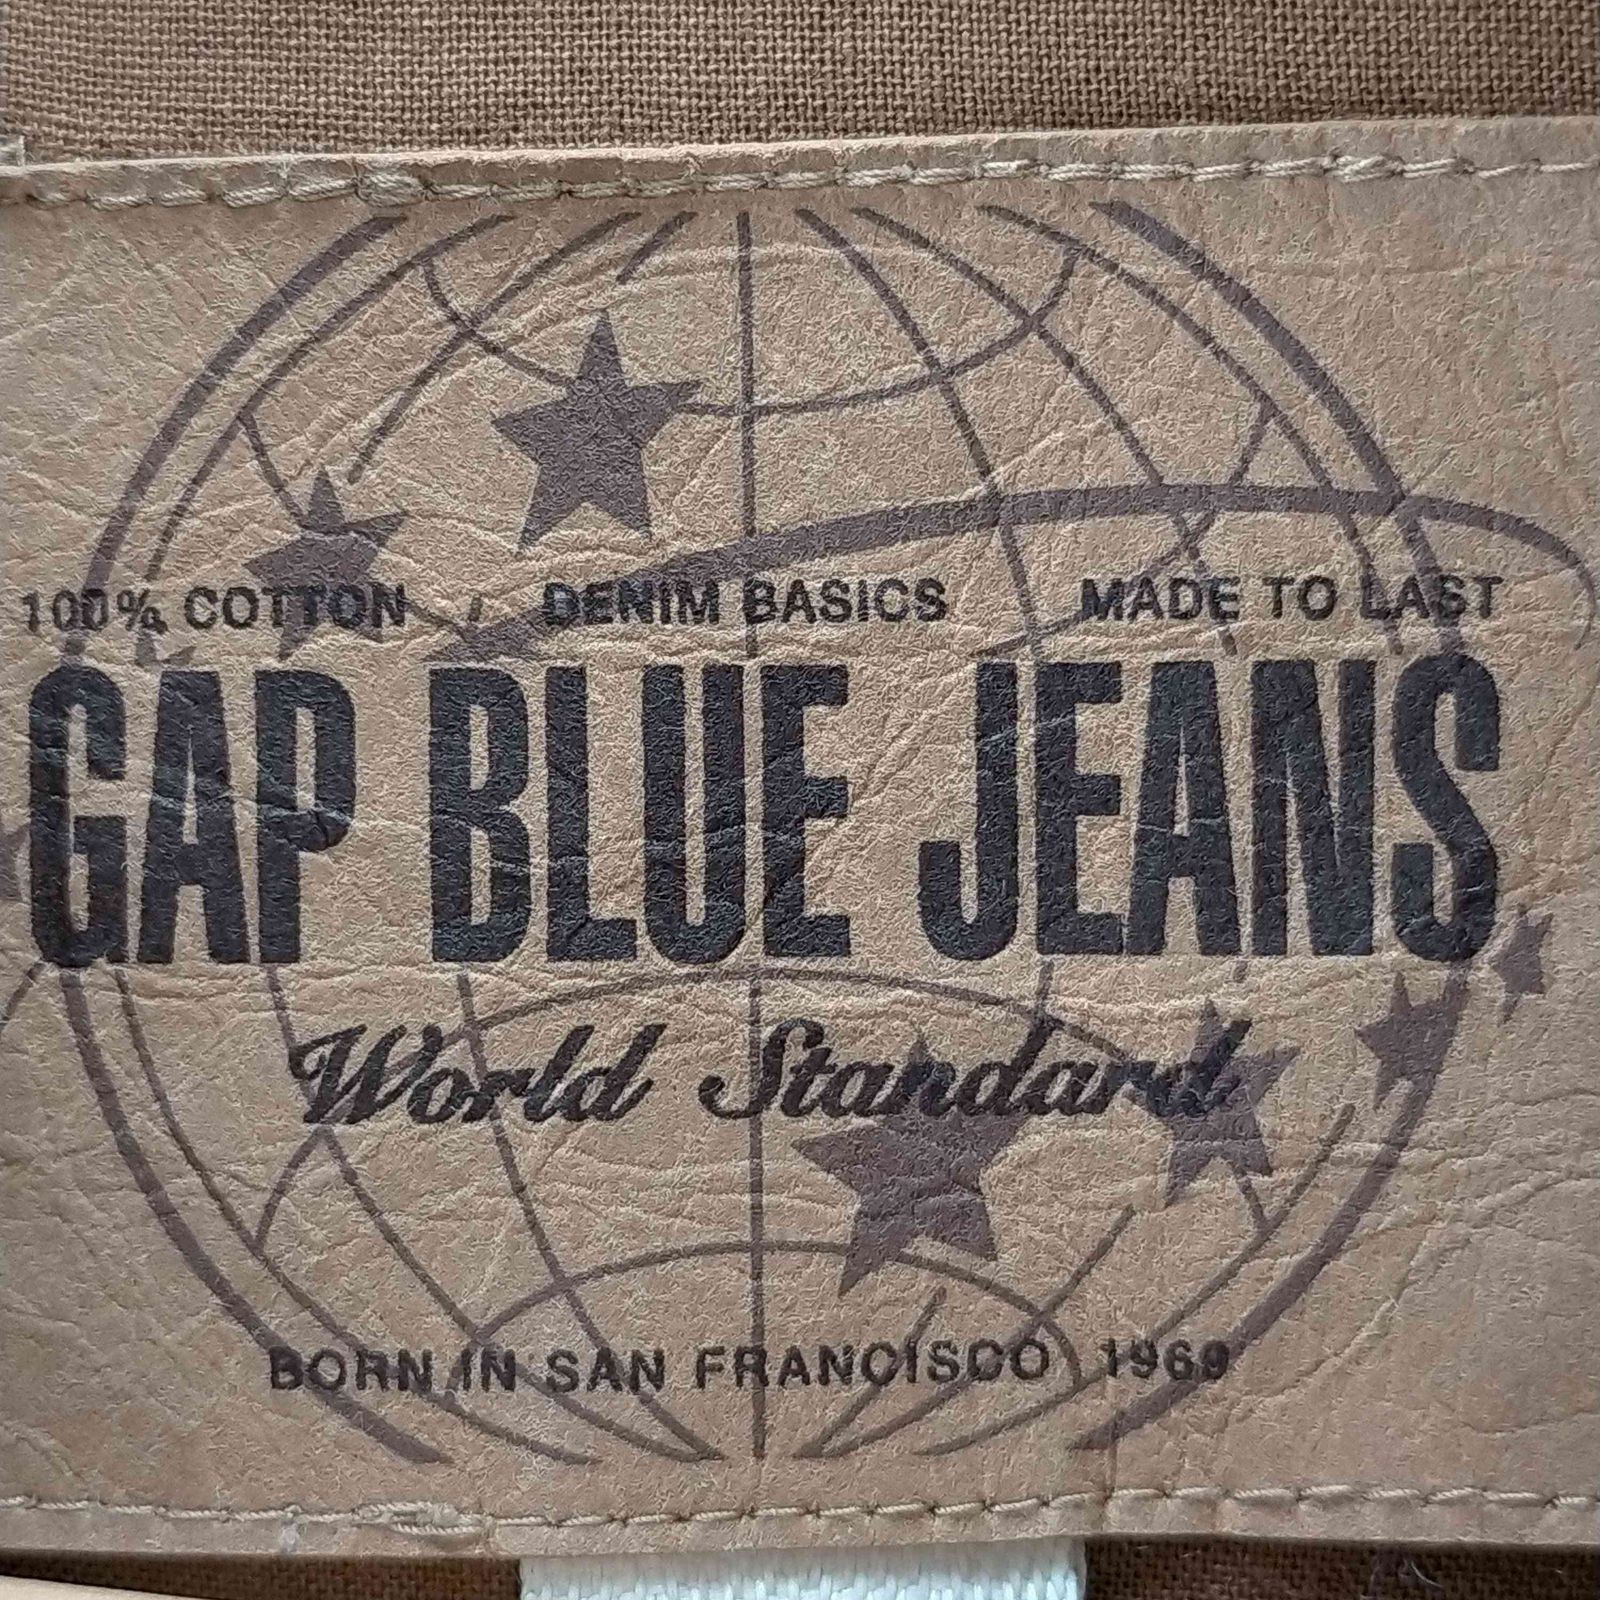 100% COTTON / DENIM BASICS MADE TO LAST
GAP BLUE JEANS
World Standard
BORN IN SAN FRANCISCO 1969